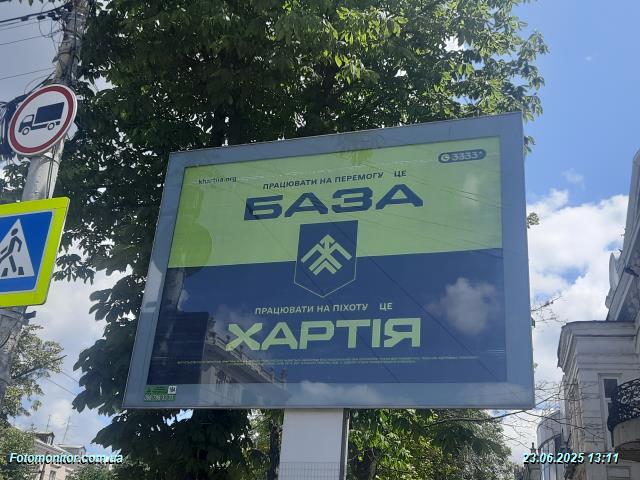 khartiia.org
3333*
ПРАЦЮВАТИ НА ПЕРЕМОГУ ЦЕ
БАЗА
ПРАЦЮВАТИ НА ПІХОТУ ЦЕ
ХАРТІЯ
Fotomonitor.com.ua
23.06.2025 13:11